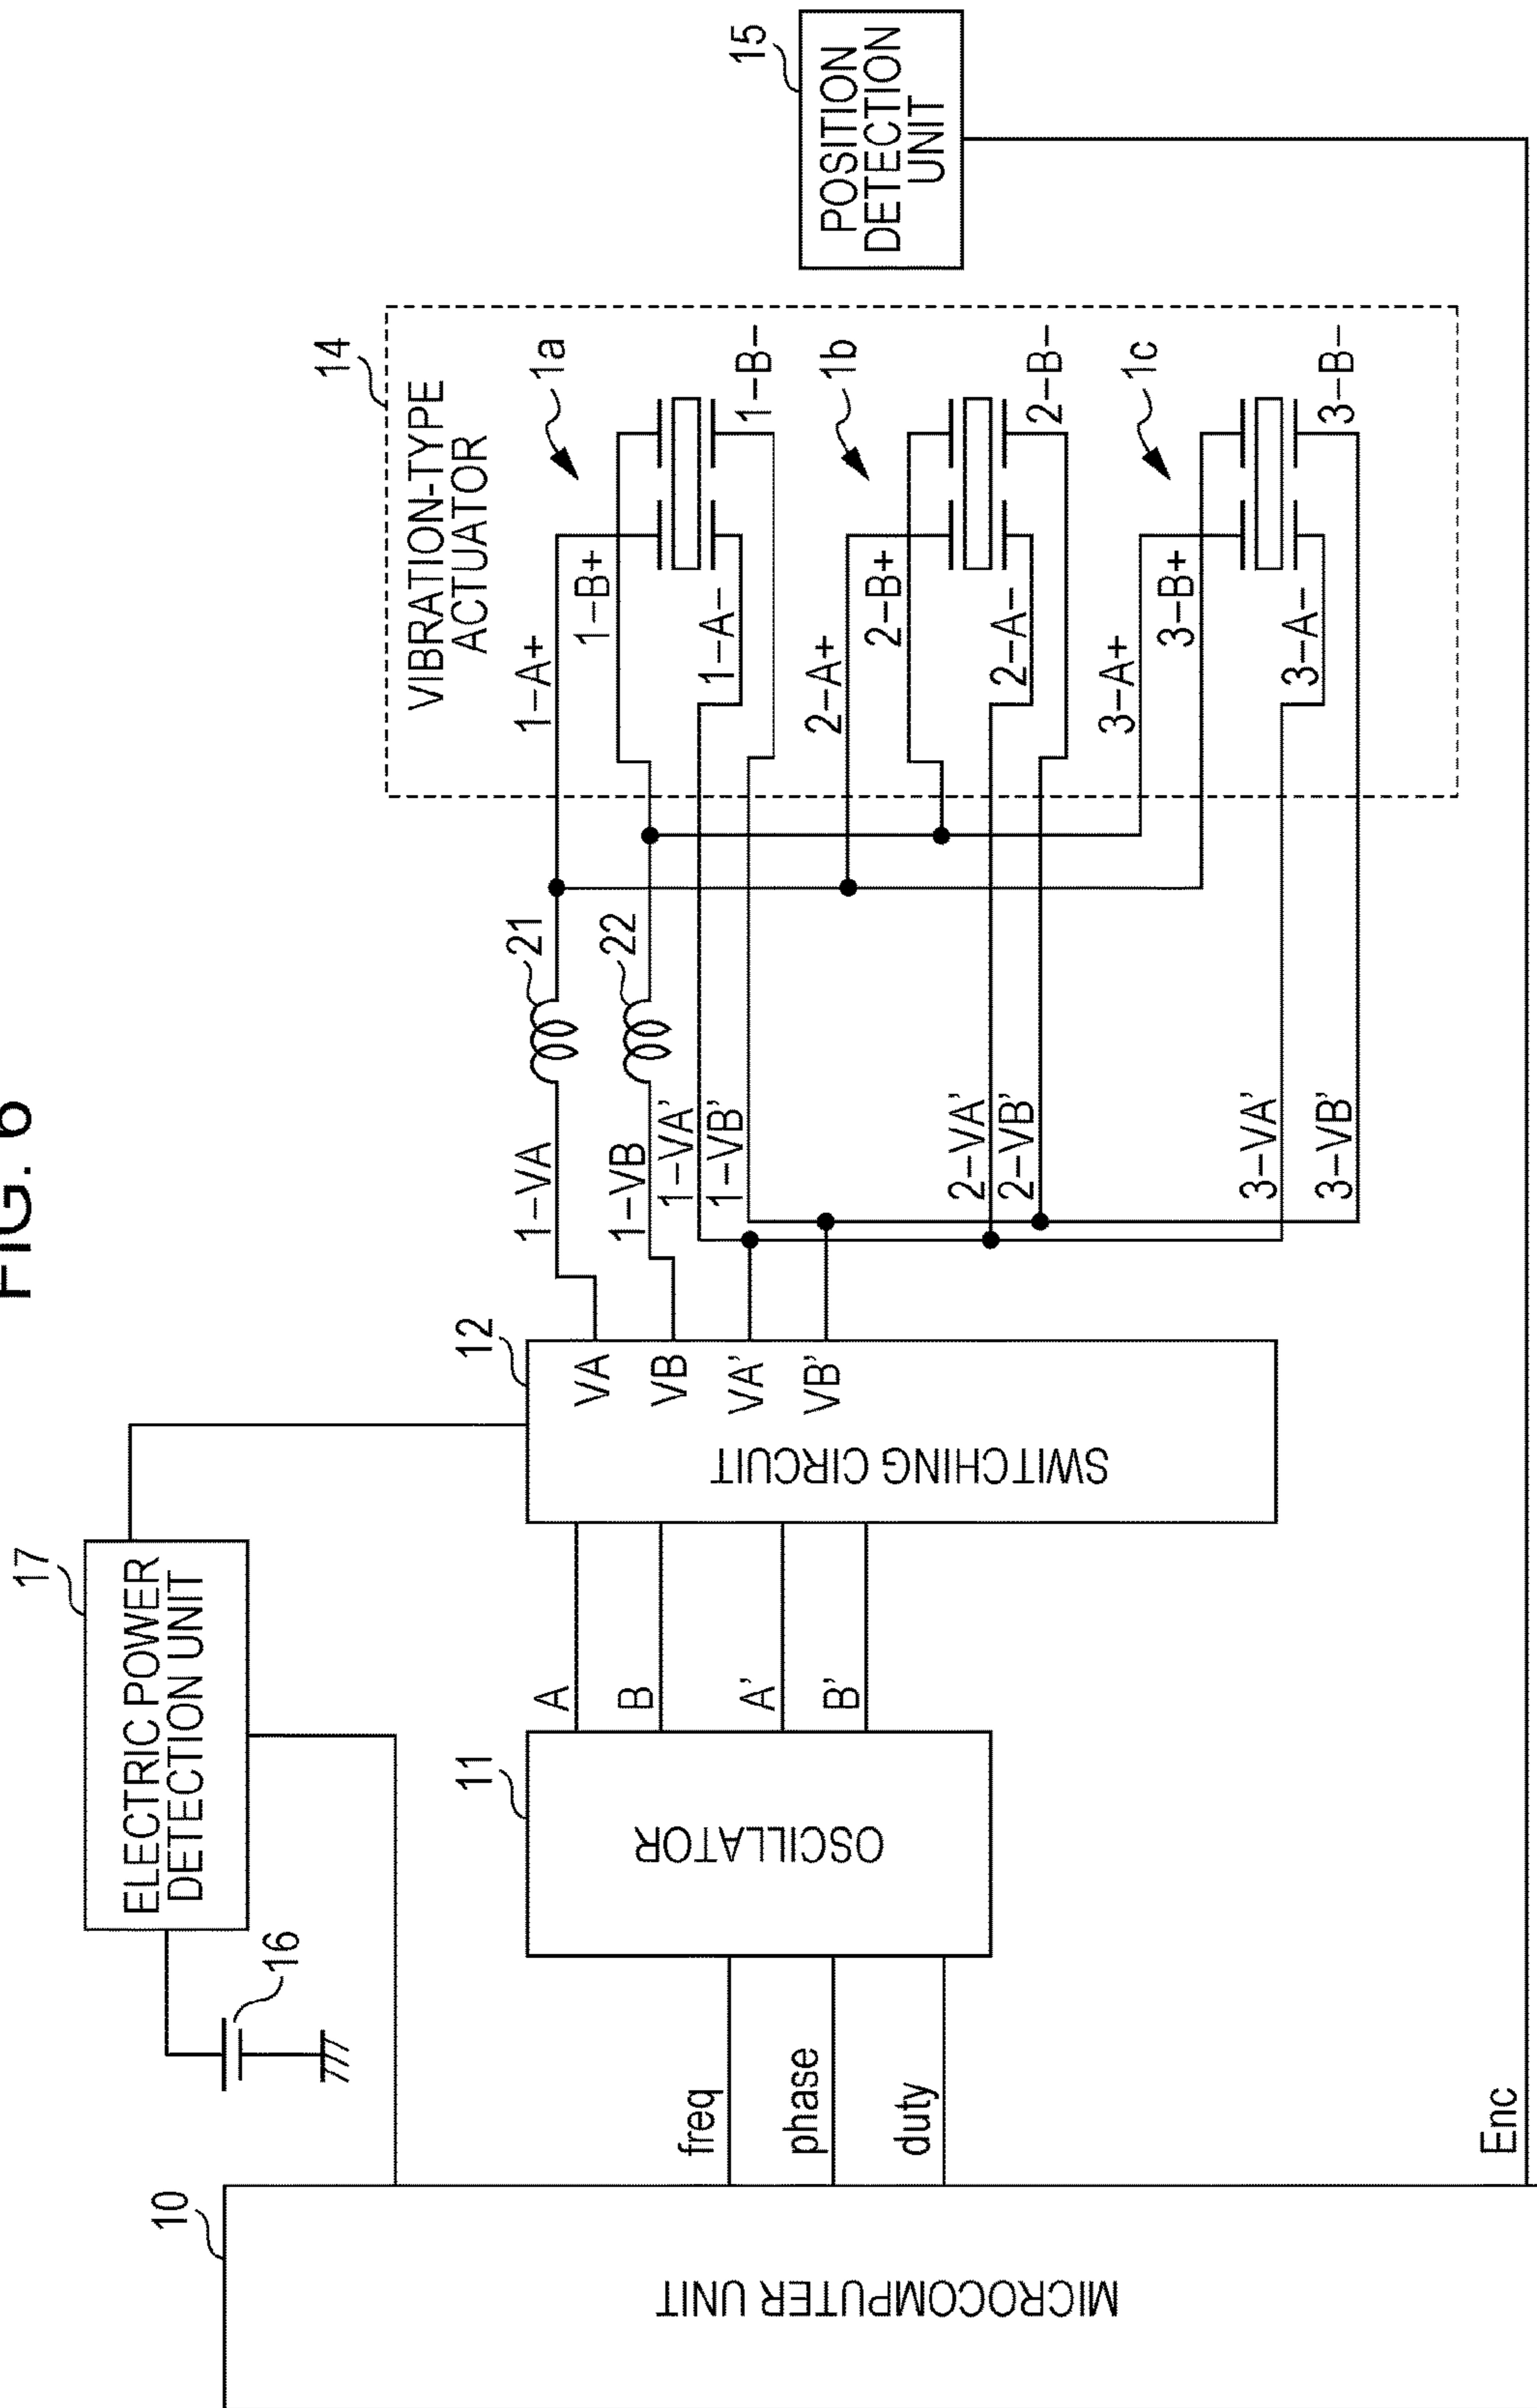 FIG. 6
17
ELECTRIC POWER
DETECTION UNIT
16
10
MICROCOMPUTER UNIT
freq
phase
duty
Enc
11
OSCILLATOR
A
B
A'
B'
12
SWITCHING CIRCUIT
VA
VB
VA'
VB'
1-VA
1-VB
1-VA'
1-VB'
2-VA'
2-VB'
3-VA'
3-VB'
21
22
14
VIBRATION-TYPE
ACTUATOR
1-A+
1-B+
1-A-
1-B-
1a
2-A+
2-B+
2-A-
2-B-
1b
3-A+
3-B+
3-A-
3-B-
1c
15
POSITION
DETECTION
UNIT